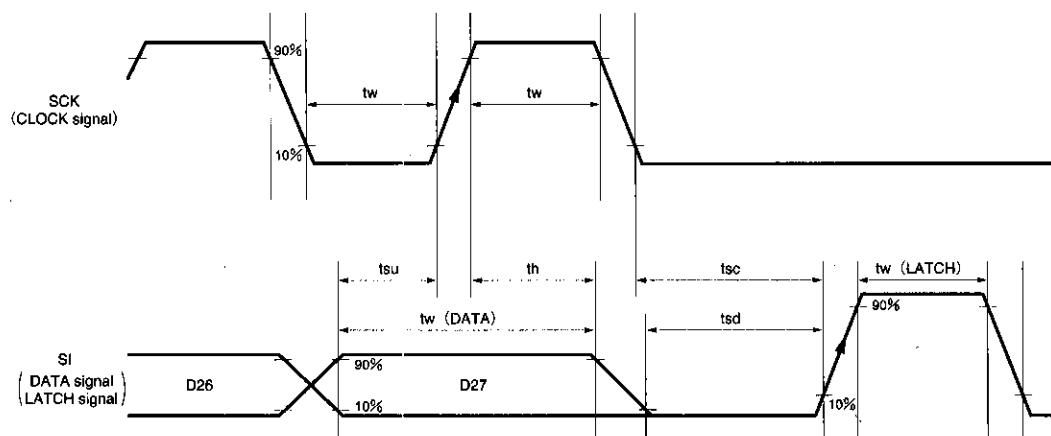 90%
tw
tw
SCK
(CLOCK signal)
10%
tsu
th
tsc
tw (LATCH)
tw (DATA)
tsd
90%
SI
(DATA signal
LATCH signal)
D26
90%
D27
10%
10%